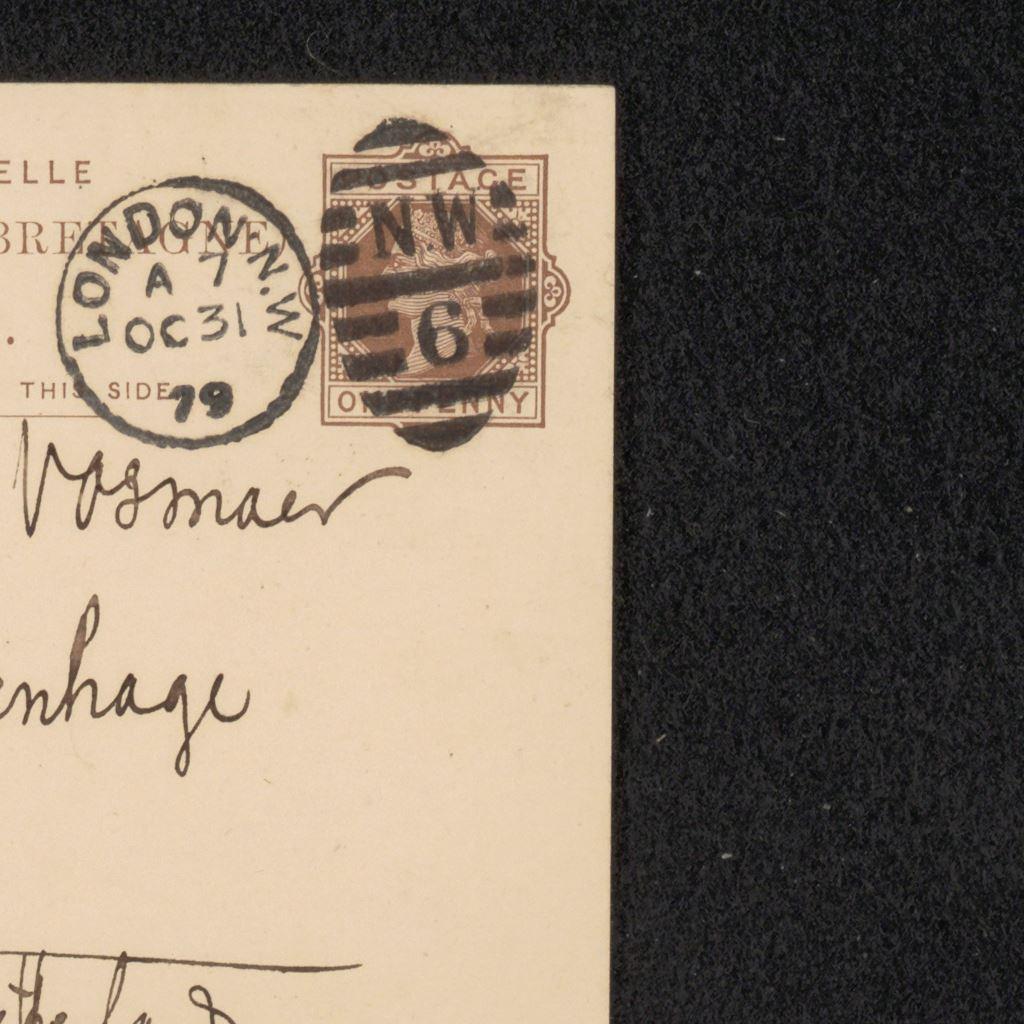 ELLE
POSTAGE
BRETAGNE
LONDON N.W
A 7
OC 31
79
N.W
6
THIS SIDE
ONE PENNY
Vosmaer
enhage